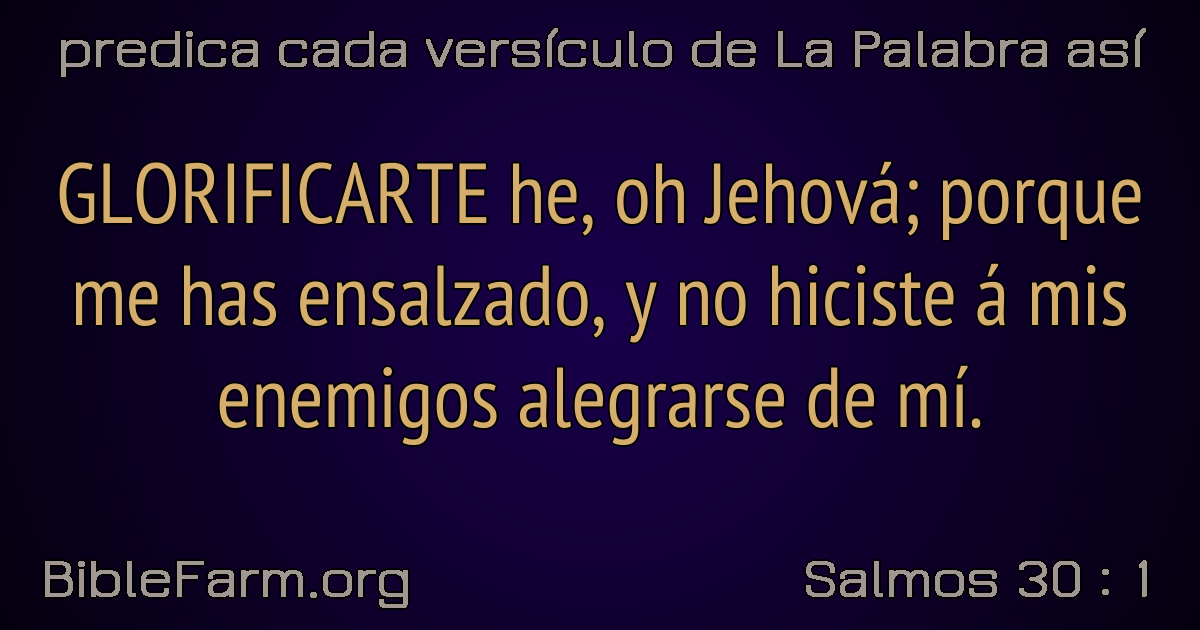 predica cada versículo de La Palabra así
GLORIFICARTE he, oh Jehová; porque
me has ensalzado, y no hiciste á mis
enemigos alegrarse de mí.
BibleFarm.org
Salmos 30 : 1